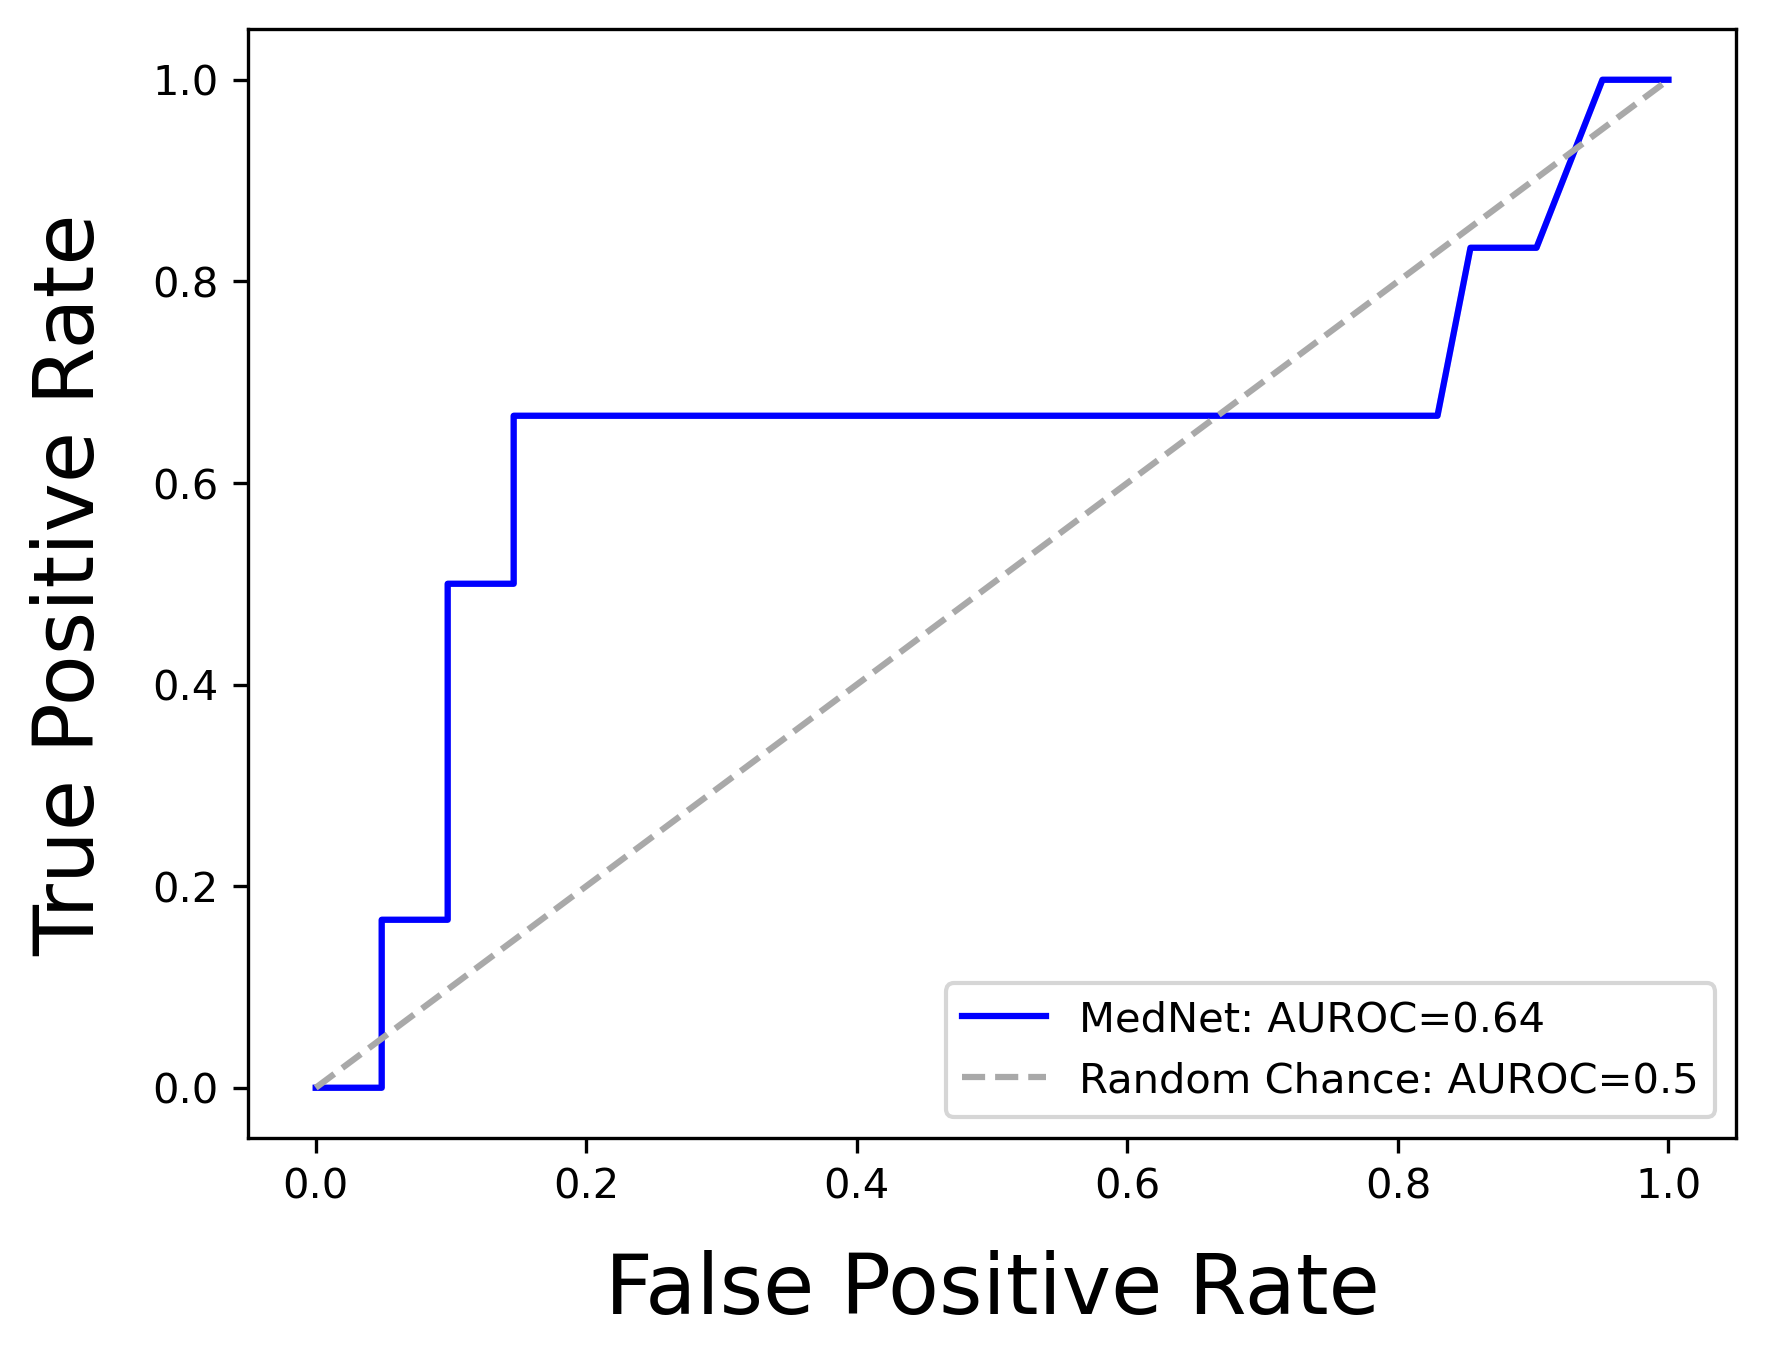 True Positive Rate
1.0
0.8
0.6
0.4
0.2
0.0
MedNet: AUROC=0.64
Random Chance: AUROC=0.5
0.0 0.2 0.4 0.6 0.8 1.0
False Positive Rate